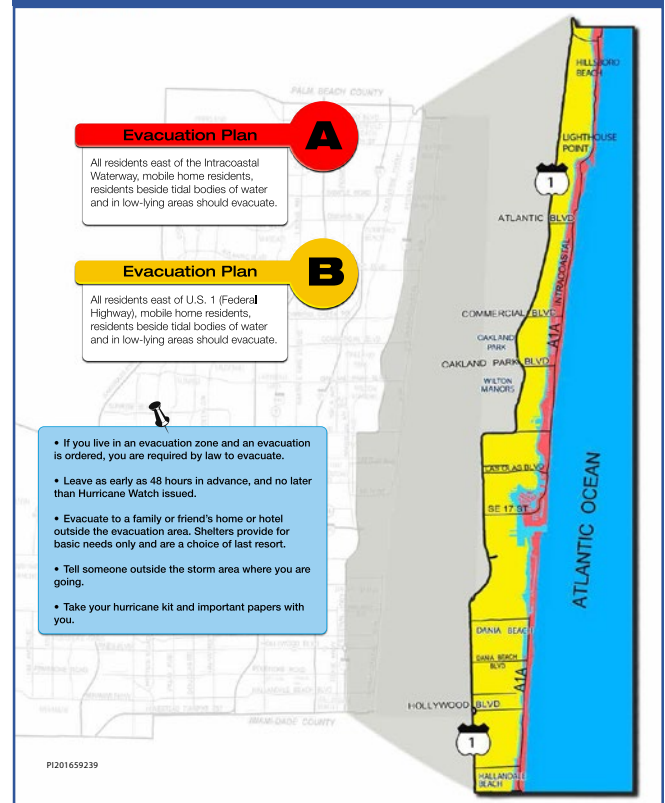 PALM BEACH COUNTY
Evacuation Plan
A
All residents east of the Intracoastal
Waterway, mobile home residents,
residents beside tidal bodies of water
and in low-lying areas should evacuate.
Evacuation Plan
B
All residents east of U.S. 1 (Federal
Highway), mobile home residents,
residents beside tidal bodies of water
and in low-lying areas should evacuate.
• If you live in an evacuation zone and an evacuation
is ordered, you are required by law to evacuate.
• Leave as early as 48 hours in advance, and no later
than Hurricane Watch issued.
• Evacuate to a family or friend's home or hotel
outside the evacuation area. Shelters provide for
basic needs only and are a choice of last resort.
• Tell someone outside the storm area where you are
going.
• Take your hurricane kit and important papers with
you.
MIAMI-DADE COUNTY
PI201659239
HILLSBORO
BEACH
LIGHTHOUSE
POINT
1
ATLANTIC BLVD
INTRACOASTAL
COMMERCIAL BLVD
A1A
OAKLAND
PARK
OAKLAND PARK BLVD
WILTON
MANORS
LAS OLAS BLVD
SE 17 ST
ATLANTIC OCEAN
DANIA BEACH
DANIA BEACH
BLVD
A1A
HOLLYWOOD BLVD
1
HALLANDALE
BEACH